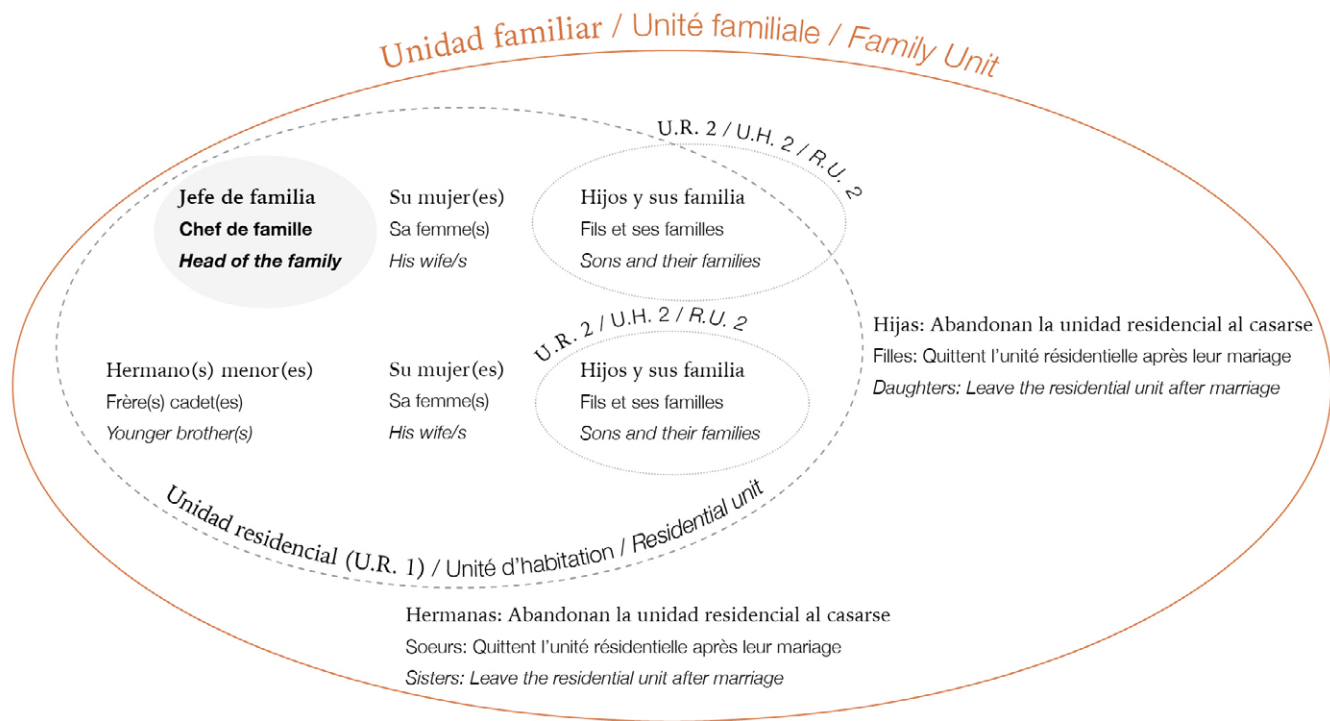 Unidad familiar / Unité familiale / Family Unit
U.R. 2 / U.H. 2 / R.U. 2
Jefe de familia
Chef de famille
Head of the family
Su mujer(es)
Sa femme(s)
His wife/s
Hijos y sus familia
Fils et ses familles
Sons and their families
U.R. 2 / U.H. 2 / R.U. 2
Hermano(s) menor(es)
Frère(s) cadet(es)
Younger brother(s)
Su mujer(es)
Sa femme(s)
His wife/s
Hijos y sus familia
Fils et ses familles
Sons and their families
Hijas: Abandonan la unidad residencial al casarse
Filles: Quittent l'unité résidentielle après leur mariage
Daughters: Leave the residential unit after marriage
Unidad residencial (U.R. 1) / Unité d'habitation / Residential unit
Hermanas: Abandonan la unidad residencial al casarse
Soeurs: Quittent l'unité résidentielle après leur mariage
Sisters: Leave the residential unit after marriage